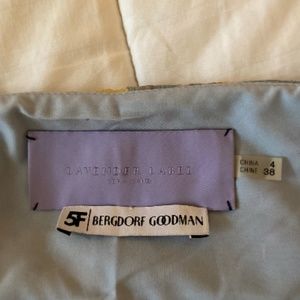 LAVENDER LABEL
CHINA 4
CHINE 38
5F BERGDORF GOODMAN